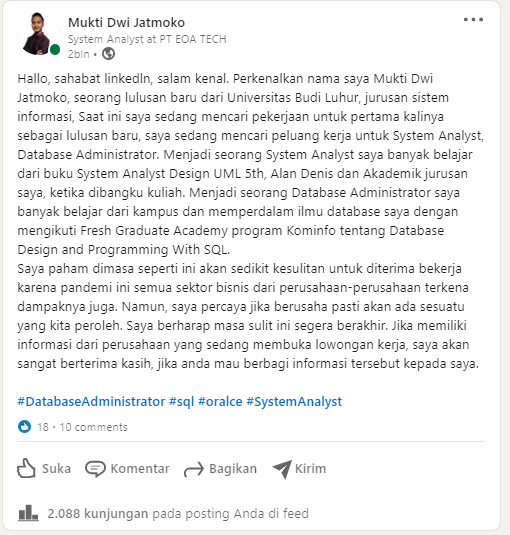 Mukti Dwi Jatmoko
System Analyst at PT EOA TECH
2bln •
Hallo, sahabat linkedln, salam kenal. Perkenalkan nama saya Mukti Dwi
Jatmoko, seorang lulusan baru dari Universitas Budi Luhur, jurusan sistem
informasi, Saat ini saya sedang mencari pekerjaan untuk pertama kalinya
sebagai lulusan baru, saya sedang mencari peluang kerja untuk System Analyst,
Database Administrator. Menjadi seorang System Analyst saya banyak belajar
dari buku System Analyst Design UML 5th, Alan Denis dan Akademik jurusan
saya, ketika dibangku kuliah. Menjadi seorang Database Administrator saya
banyak belajar dari kampus dan memperdalam ilmu database saya dengan
mengikuti Fresh Graduate Academy program Kominfo tentang Database
Design and Programming With SQL.
Saya paham dimasa seperti ini akan sedikit kesulitan untuk diterima bekerja
karena pandemi ini semua sektor bisnis dari perusahaan-perusahaan terkena
dampaknya juga. Namun, saya percaya jika berusaha pasti akan ada sesuatu
yang kita peroleh. Saya berharap masa sulit ini segera berakhir. Jika memiliki
informasi dari perusahaan yang sedang membuka lowongan kerja, saya akan
sangat berterima kasih, jika anda mau berbagi informasi tersebut kepada saya.
#DatabaseAdministrator #sql #oralce #SystemAnalyst
18 • 10 comments
Suka Komentar Bagikan Kirim
2.088 kunjungan pada posting Anda di feed